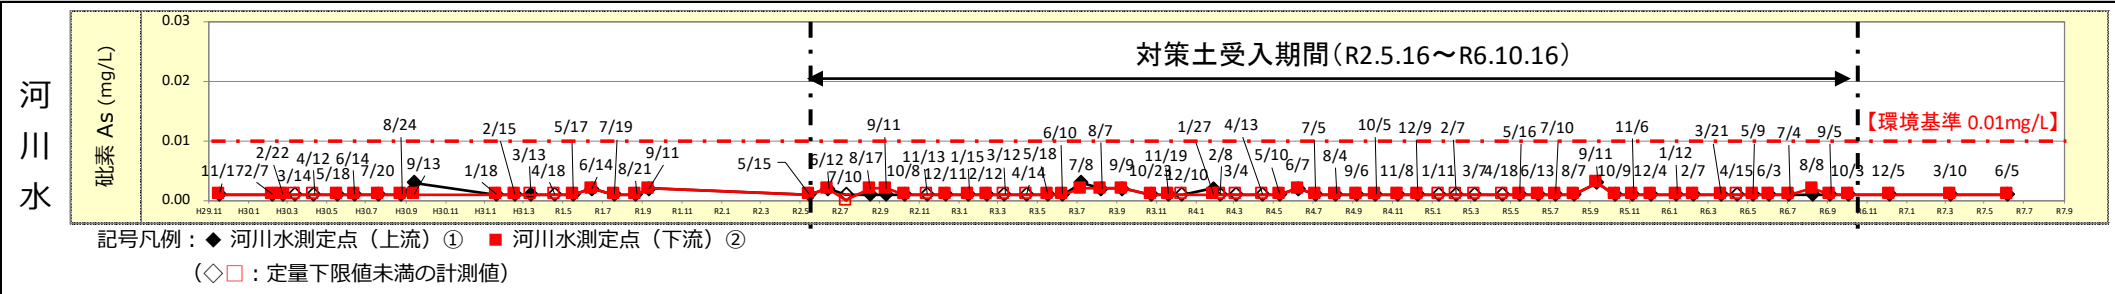 河川水
砒素 As (mg/L)
0.03
0.02
0.01
0.00
対策土受入期間（R2.5.16～R6.10.16）
【環境基準 0.01mg/L】
8/24 2/15 5/17 7/19 9/11 6/10 8/7 1/27 4/13 7/5 10/5 12/9 2/7 5/16 7/10 11/6 3/21 5/9 7/4 9/5
2/22 4/12 6/14 9/13 3/13 6/14 9/11 5/15 6/12 8/17 11/13 1/15 3/12 5/18 7/8 9/9 11/19 2/8 5/10 6/7 8/4 9/11 1/12 8/8
11/17 2/7 3/14 5/18 7/20 1/18 4/18 8/21 7/10 10/8 12/11 2/12 4/14 10/23 12/10 3/4 9/6 11/8 1/11 3/7 4/18 6/13 8/7 10/9 12/4 2/7 4/15 6/3 10/3 12/5 3/10 6/5
H29.11 H30.1 H30.3 H30.5 H30.7 H30.9 H30.11 H31.1 H31.3 R1.5 R1.7 R1.9 R1.11 R2.1 R2.3 R2.5 R2.7 R2.9 R2.11 R3.1 R3.3 R3.5 R3.7 R3.9 R3.11 R4.1 R4.3 R4.5 R4.7 R4.9 R4.11 R5.1 R5.3 R5.5 R5.7 R5.9 R5.11 R6.1 R6.3 R6.5 R6.7 R6.9 R6.11 R7.1 R7.3 R7.5 R7.7 R7.9
記号凡例：◆ 河川水測定点（上流）① ■ 河川水測定点（下流）②
（◇□：定量下限値未満の計測値）